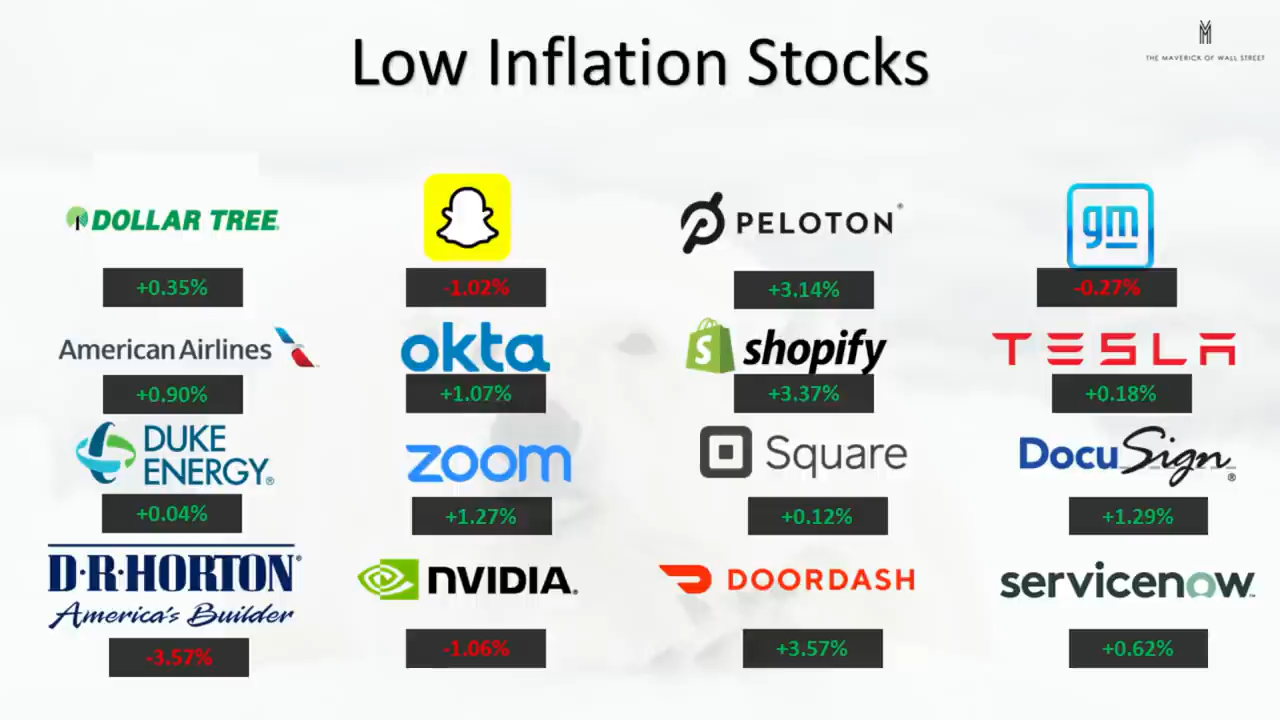 Low Inflation Stocks
THE MAVERICK OF WALL STREET
DOLLAR TREE
PELOTON®
gm
+0.35%
-1.02%
+3.14%
-0.27%
American Airlines
okta
shopify
TESLA
+0.90%
+1.07%
+3.37%
+0.18%
DUKE
ENERGY®
zoom
Square
DocuSign®
+0.04%
+1.27%
+0.12%
+1.29%
D·R·HORTON®
America's Builder
NVIDIA.
DOORDASH
servicenow™
-3.57%
-1.06%
+3.57%
+0.62%